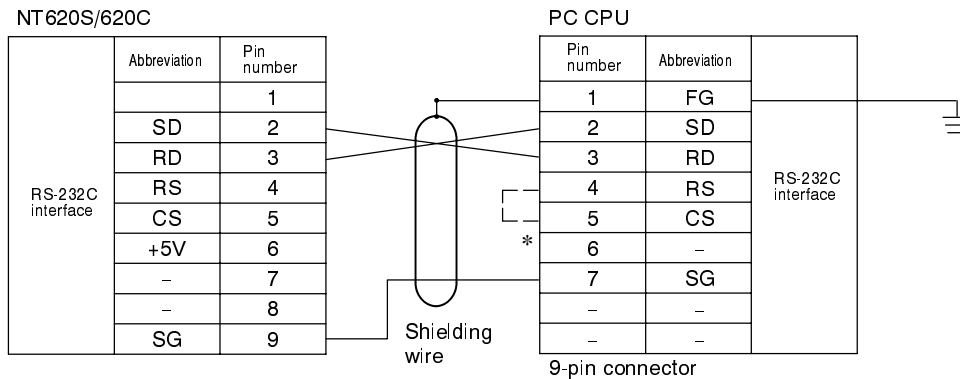 NT620S/620C
PC CPU
Abbreviation Pin number
1
SD 2
RD 3
RS 4
CS 5
+5V 6
– 7
– 8
SG 9
RS-232C interface
Shielding wire
*
Pin number Abbreviation
1 FG
2 SD
3 RD
4 RS
5 CS
6 –
7 SG
– –
– –
RS-232C interface
9-pin connector